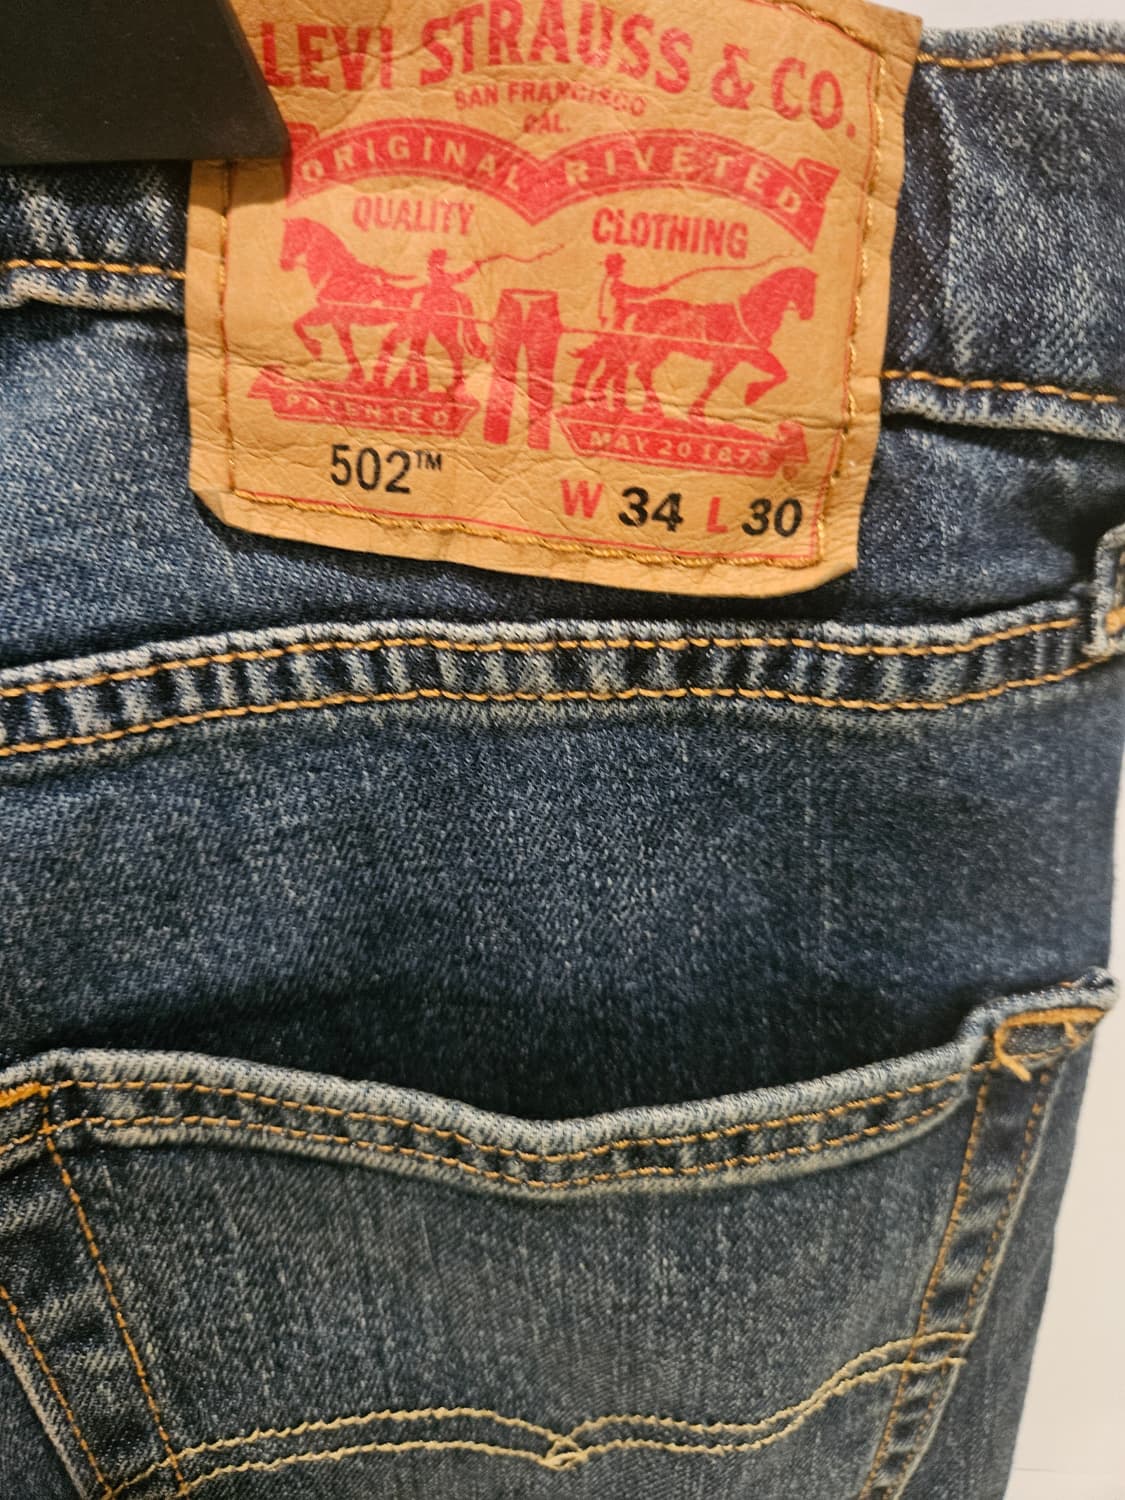 LEVI STRAUSS & CO.
SAN FRANCISCO
CAL.
ORIGINAL RIVETED
QUALITY CLOTHING
PATENTED MAY 20 1873
502™
W 34 L 30